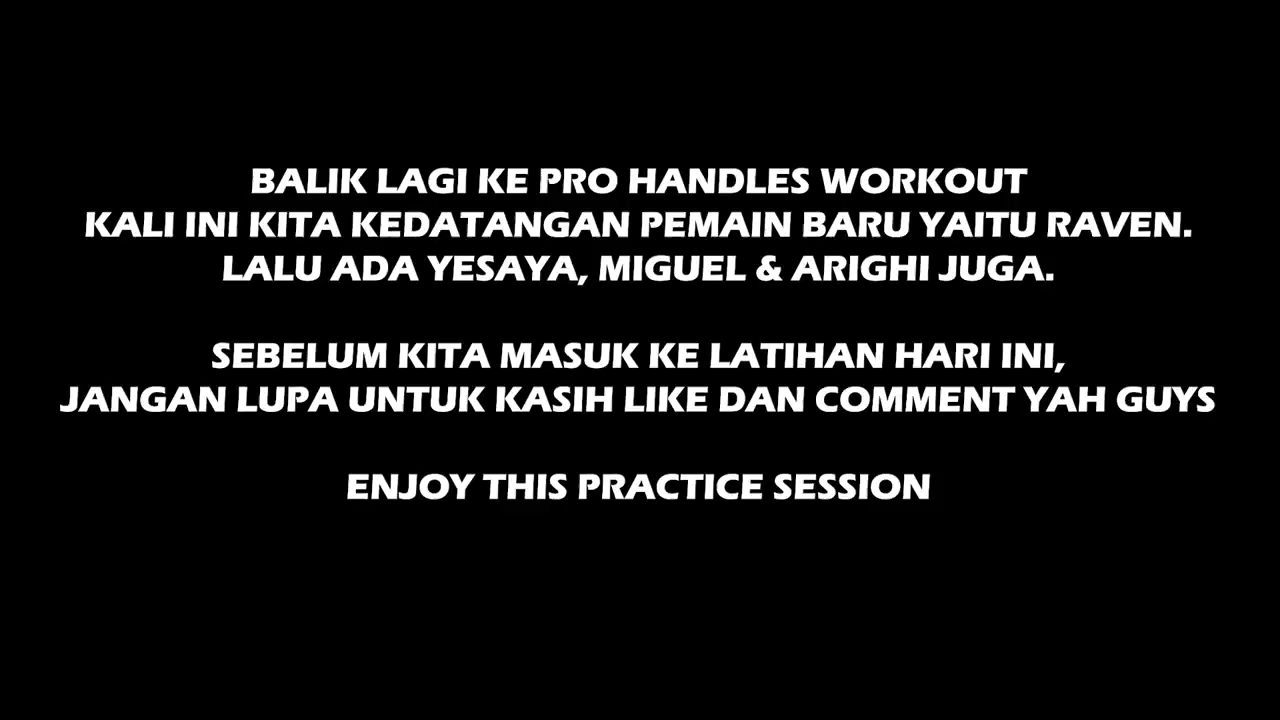 BALIK LAGI KE PRO HANDLES WORKOUT
KALI INI KITA KEDATANGAN PEMAIN BARU YAITU RAVEN.
LALU ADA YESAYA, MIGUEL & ARIGHI JUGA.
SEBELUM KITA MASUK KE LATIHAN HARI INI,
JANGAN LUPA UNTUK KASIH LIKE DAN COMMENT YAH GUYS
ENJOY THIS PRACTICE SESSION